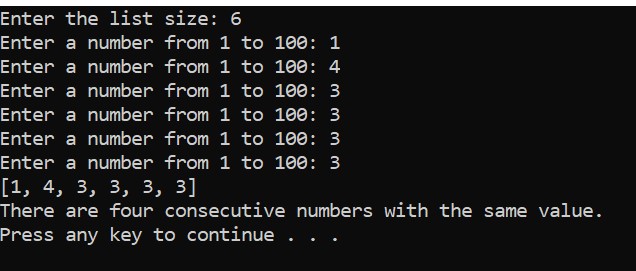 Enter the list size: 6
Enter a number from 1 to 100: 1
Enter a number from 1 to 100: 4
Enter a number from 1 to 100: 3
Enter a number from 1 to 100: 3
Enter a number from 1 to 100: 3
Enter a number from 1 to 100: 3
[1, 4, 3, 3, 3, 3]
There are four consecutive numbers with the same value.
Press any key to continue . . .